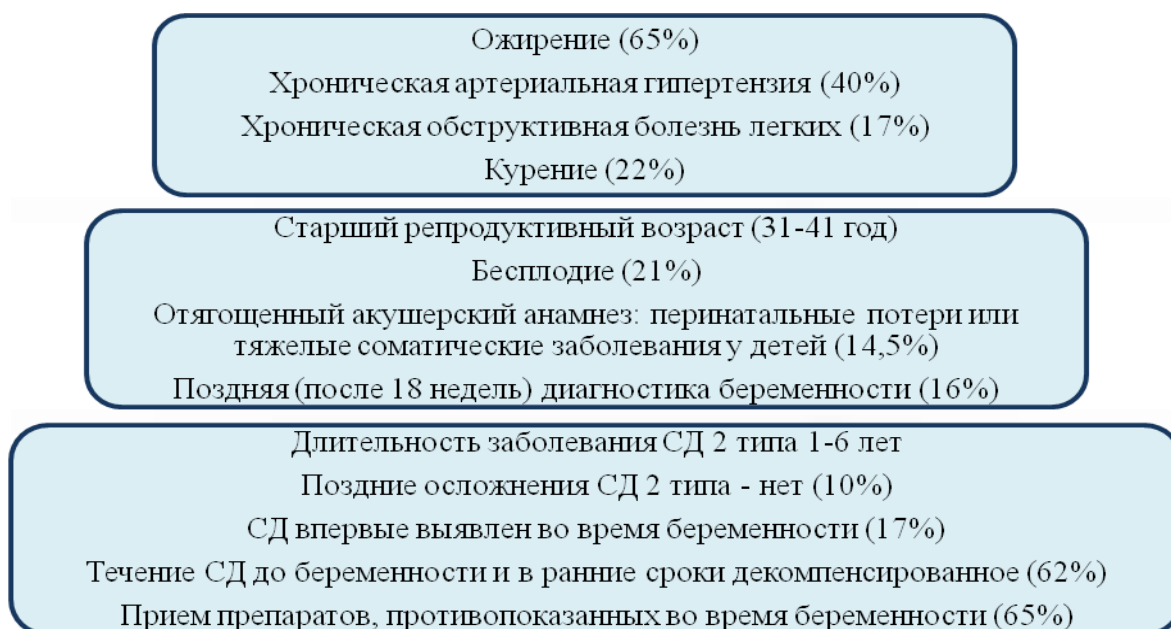 Ожирение (65%)
Хроническая артериальная гипертензия (40%)
Хроническая обструктивная болезнь легких (17%)
Курение (22%)
Старший репродуктивный возраст (31-41 год)
Бесплодие (21%)
Отягощенный акушерский анамнез: перинатальные потери или
тяжелые соматические заболевания у детей (14,5%)
Поздняя (после 18 недель) диагностика беременности (16%)
Длительность заболевания СД 2 типа 1-6 лет
Поздние осложнения СД 2 типа - нет (10%)
СД впервые выявлен во время беременности (17%)
Течение СД до беременности и в ранние сроки декомпенсированное (62%)
Прием препаратов, противопоказанных во время беременности (65%)